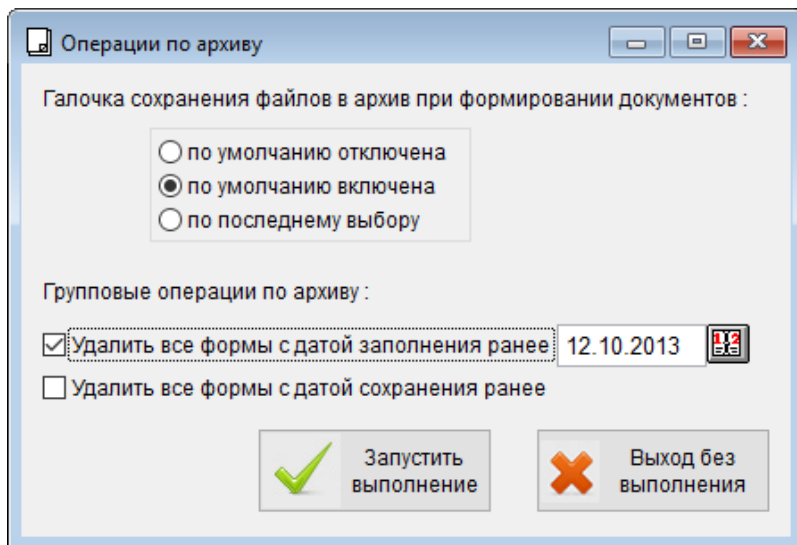 Операции по архиву
Галочка сохранения файлов в архив при формировании документов :
по умолчанию отключена
по умолчанию включена
по последнему выбору
Групповые операции по архиву :
Удалить все формы с датой заполнения ранее 12.10.2013
Удалить все формы с датой сохранения ранее
Запустить
выполнение
Выход без
выполнения